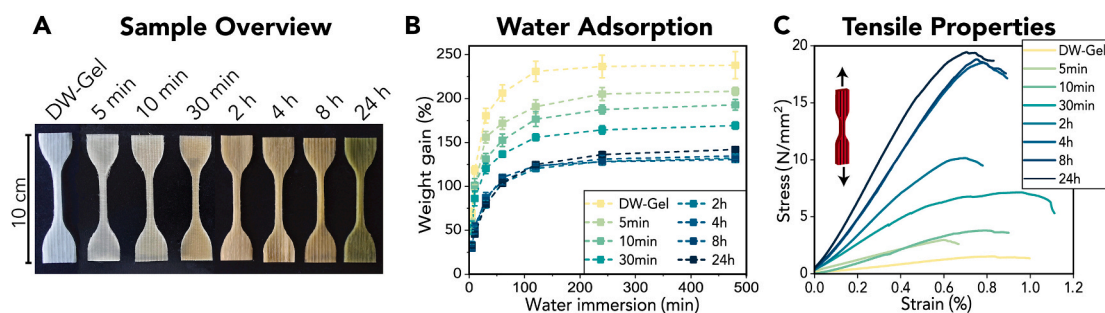 A Sample Overview
DW-Gel 5 min 10 min 30 min 2 h 4 h 8 h 24 h
10 cm
B Water Adsorption
Weight gain (%)
250
200
150
100
50
0
0 100 200 300 400 500
Water immersion (min)
DW-Gel 2h
5min 4h
10min 8h
30min 24h
C Tensile Properties
Stress (N/mm²)
20
15
10
5
0.0 0.2 0.4 0.6 0.8 1.0 1.2
Strain (%)
DW-Gel
5min
10min
30min
2h
4h
8h
24h